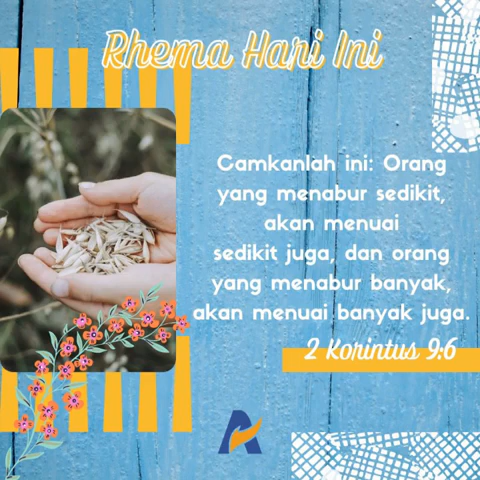 Rhema Hari Ini
Camkanlah ini: Orang
yang menabur sedikit,
akan menuai
sedikit juga, dan orang
yang menabur banyak,
akan menuai banyak juga.
2 Korintus 9:6